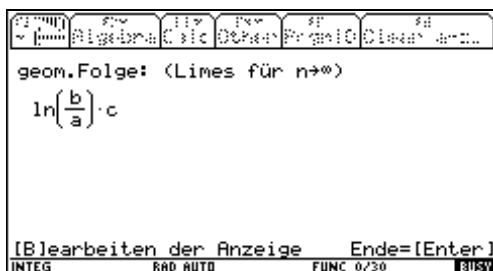 Algebra Calc Other PrgmIO Clean
geom.Folge: (Limes für n→∞)
ln(b/a)·c
[B]earbeiten der Anzeige Ende=[Enter]
INTEG RAD AUTO FUNC 0/30 BUSY